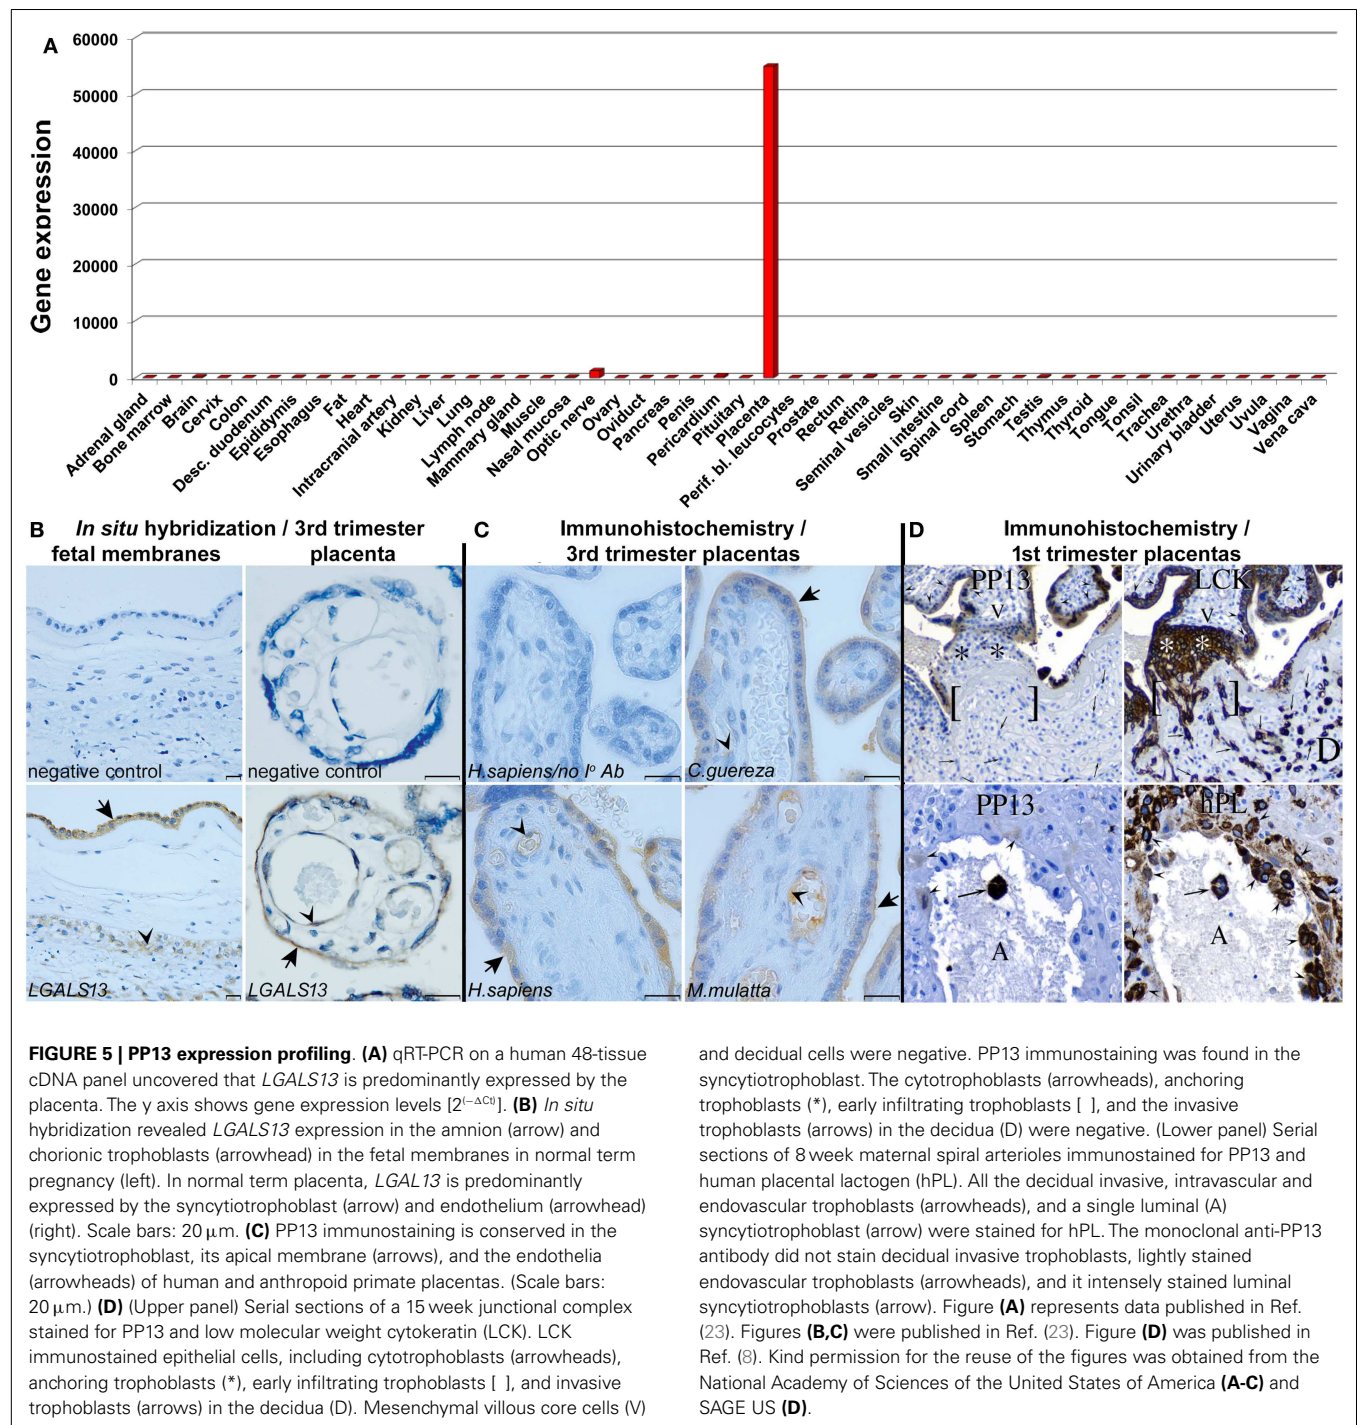 A
60000
50000
40000
30000
20000
10000
0
Gene expression
Adrenal gland
Bone marrow
Brain
Cervix
Colon
Desc. duodenum
Epididymis
Esophagus
Fat
Heart
Intracranial artery
Kidney
Liver
Lung
Lymph node
Mammary gland
Muscle
Nasal mucosa
Optic nerve
Ovary
Oviduct
Pancreas
Penis
Pericardium
Pituitary
Placenta
Perif. bl. leucocytes
Prostate
Rectum
Retina
Seminal vesicles
Skin
Small intestine
Spinal cord
Spleen
Stomach
Testis
Thymus
Thyroid
Tongue
Tonsil
Trachea
Urethra
Urinary bladder
Uterus
Uvula
Vagina
Vena cava
B In situ hybridization / 3rd trimester
fetal membranes placenta
negative control
negative control
LGALS13
LGALS13
C Immunohistochemistry /
3rd trimester placentas
H.sapiens/no Iº Ab
C.guereza
H.sapiens
M.mulatta
D Immunohistochemistry /
1st trimester placentas
PP13
V
* *
[ ]
LCK
V
* *
[ ]
D
PP13
A
hPL
A
FIGURE 5 | PP13 expression profiling. (A) qRT-PCR on a human 48-tissue
cDNA panel uncovered that LGALS13 is predominantly expressed by the
placenta. The y axis shows gene expression levels [2(−ΔCt)]. (B) In situ
hybridization revealed LGALS13 expression in the amnion (arrow) and
chorionic trophoblasts (arrowhead) in the fetal membranes in normal term
pregnancy (left). In normal term placenta, LGAL13 is predominantly
expressed by the syncytiotrophoblast (arrow) and endothelium (arrowhead)
(right). Scale bars: 20 μm. (C) PP13 immunostaining is conserved in the
syncytiotrophoblast, its apical membrane (arrows), and the endothelia
(arrowheads) of human and anthropoid primate placentas. (Scale bars:
20 μm.) (D) (Upper panel) Serial sections of a 15 week junctional complex
stained for PP13 and low molecular weight cytokeratin (LCK). LCK
immunostained epithelial cells, including cytotrophoblasts (arrowheads),
anchoring trophoblasts (*), early infiltrating trophoblasts [ ], and invasive
trophoblasts (arrows) in the decidua (D). Mesenchymal villous core cells (V)
and decidual cells were negative. PP13 immunostaining was found in the
syncytiotrophoblast. The cytotrophoblasts (arrowheads), anchoring
trophoblasts (*), early infiltrating trophoblasts [ ], and the invasive
trophoblasts (arrows) in the decidua (D) were negative. (Lower panel) Serial
sections of 8 week maternal spiral arterioles immunostained for PP13 and
human placental lactogen (hPL). All the decidual invasive, intravascular and
endovascular trophoblasts (arrowheads), and a single luminal (A)
syncytiotrophoblast (arrow) were stained for hPL. The monoclonal anti-PP13
antibody did not stain decidual invasive trophoblasts, lightly stained
endovascular trophoblasts (arrowheads), and it intensely stained luminal
syncytiotrophoblasts (arrow). Figure (A) represents data published in Ref.
(23). Figures (B,C) were published in Ref. (23). Figure (D) was published in
Ref. (8). Kind permission for the reuse of the figures was obtained from the
National Academy of Sciences of the United States of America (A-C) and
SAGE US (D).